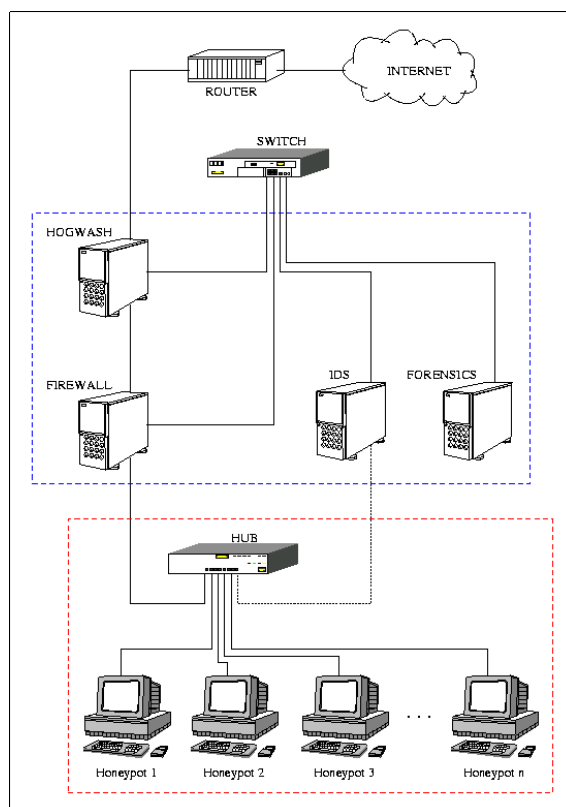 INTERNET
ROUTER
SWITCH
HOGWASH
FIREWALL
IDS
FORENSICS
HUB
. . .
Honeypot 1
Honeypot 2
Honeypot 3
Honeypot n